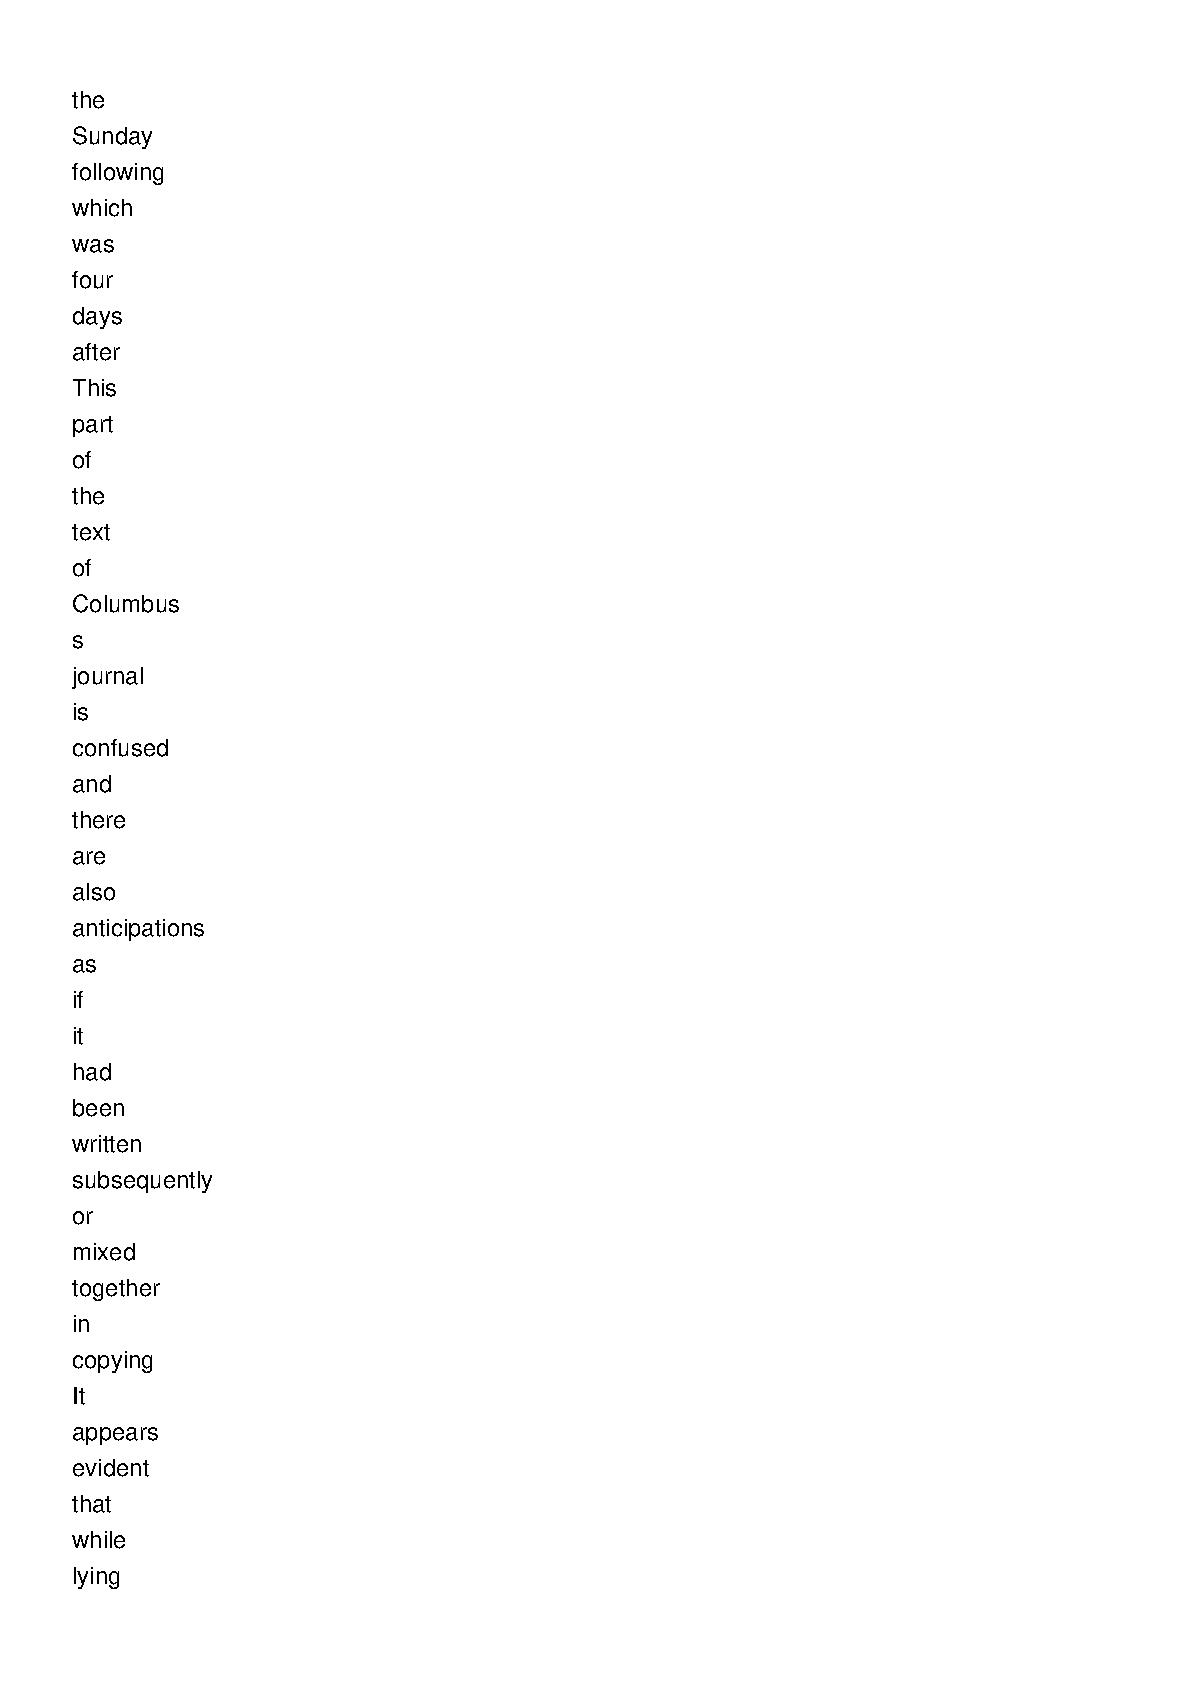 the
Sunday
following
which
was
four
days
after
This
part
of
the
text
of
Columbus
s
journal
is
confused
and
there
are
also
anticipations
as
if
it
had
been
written
subsequently
or
mixed
together
in
copying
It
appears
evident
that
while
lying